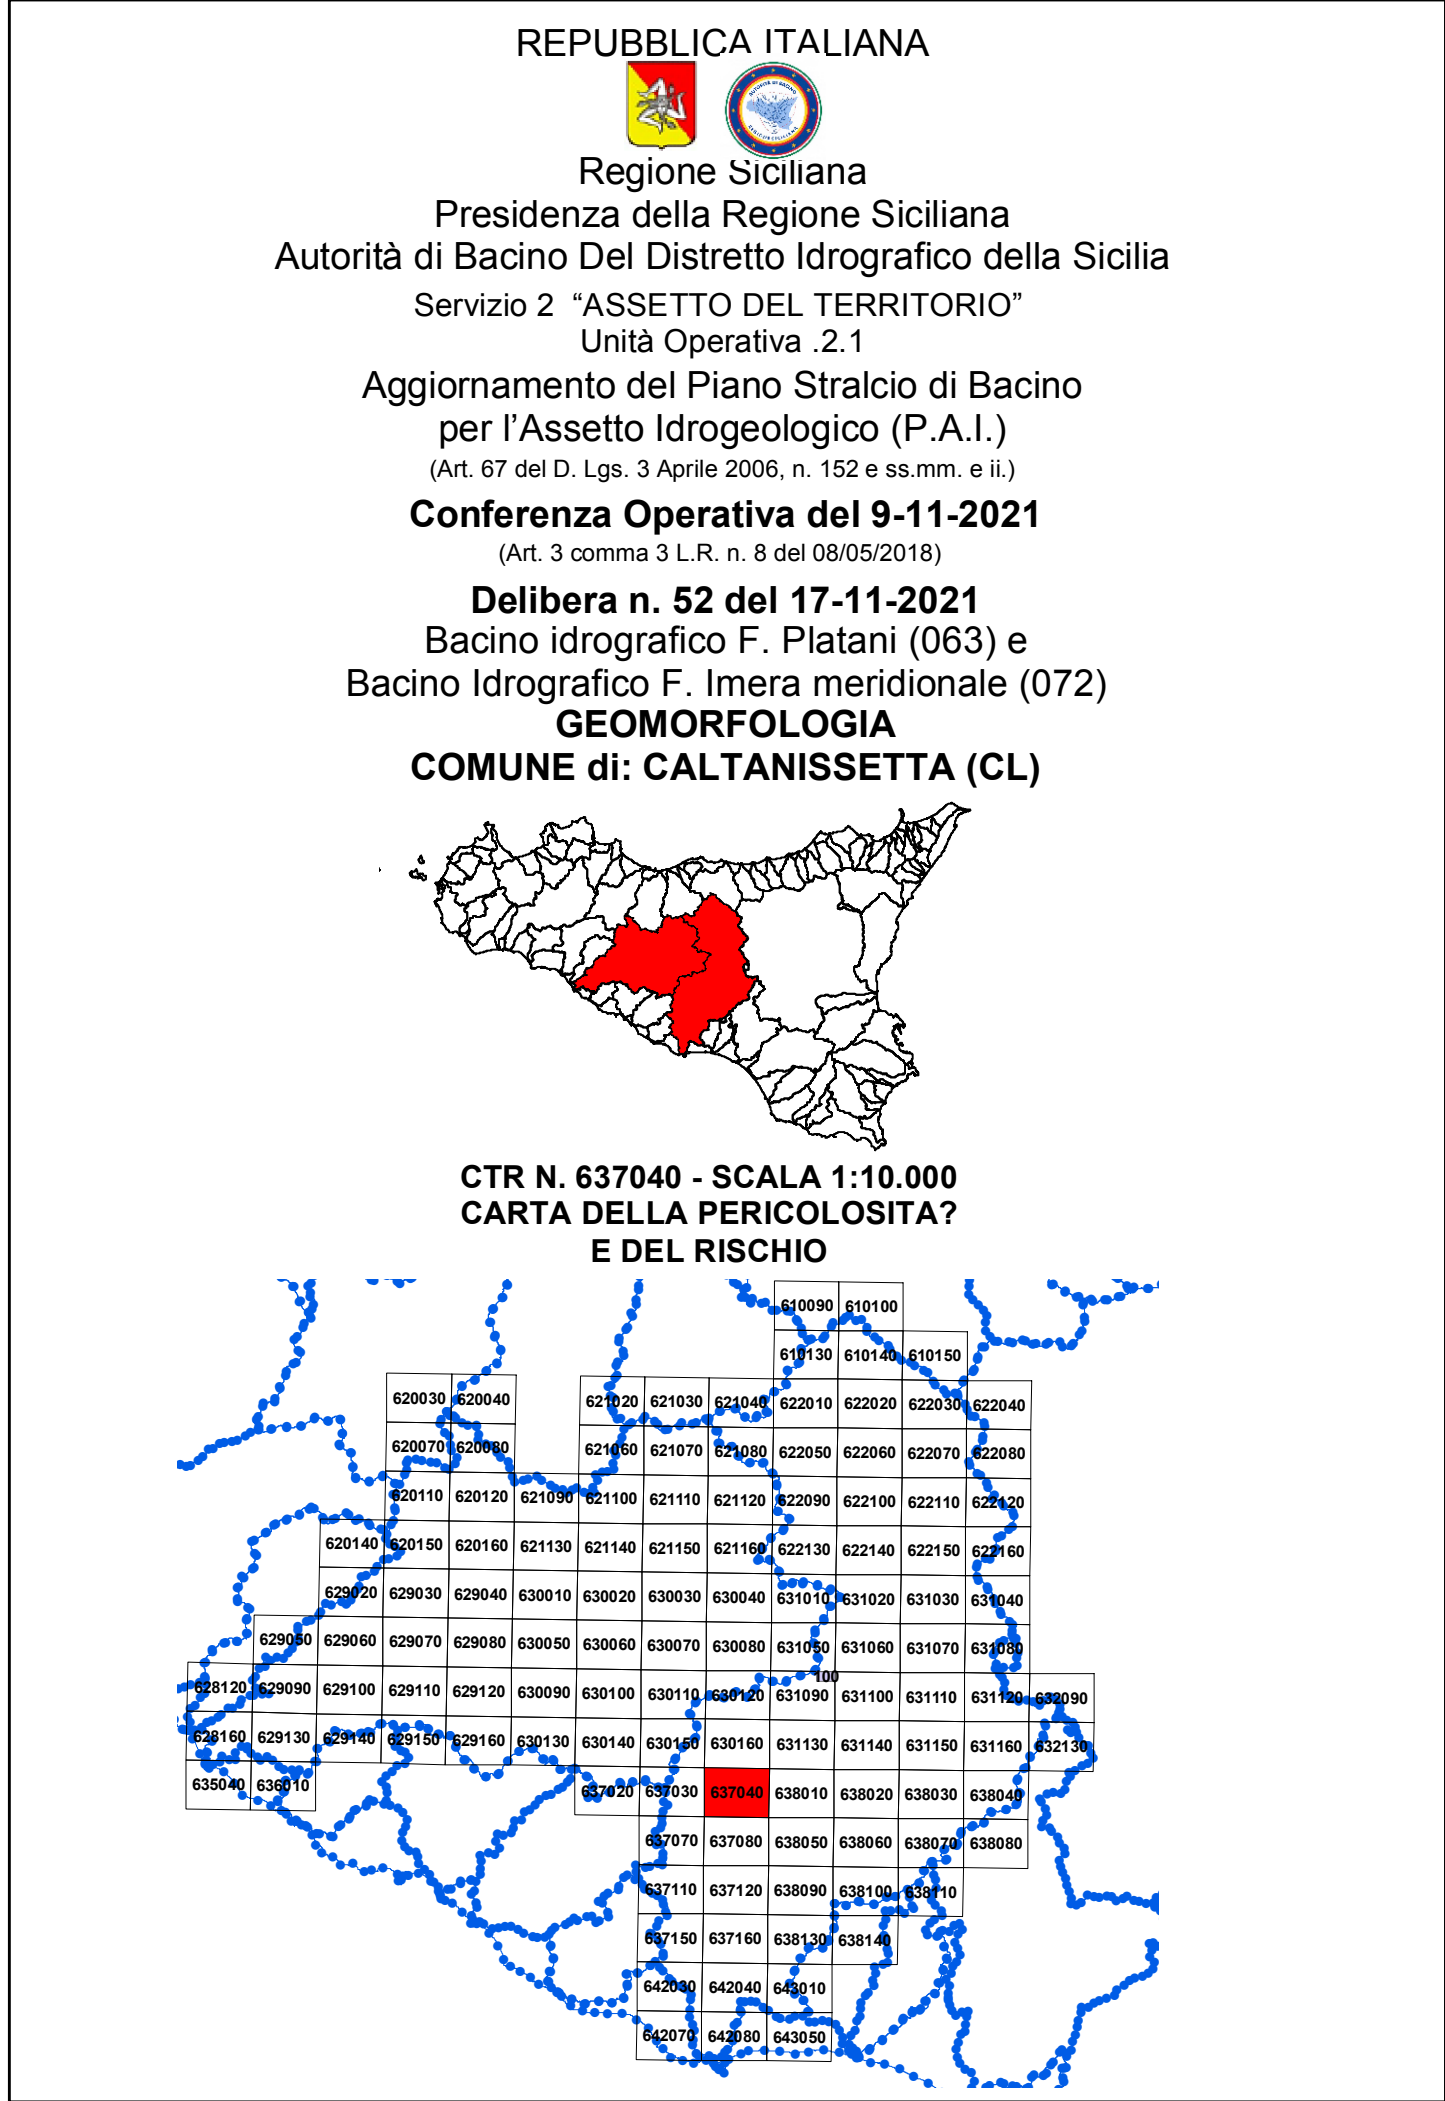 REPUBBLICA ITALIANA
AUTORITÀ DI BACINO
Regione Siciliana
Presidenza della Regione Siciliana
Autorità di Bacino Del Distretto Idrografico della Sicilia
Servizio 2 “ASSETTO DEL TERRITORIO”
Unità Operativa .2.1
Aggiornamento del Piano Stralcio di Bacino
per l’Assetto Idrogeologico (P.A.I.)
(Art. 67 del D. Lgs. 3 Aprile 2006, n. 152 e ss.mm. e ii.)
Conferenza Operativa del 9-11-2021
(Art. 3 comma 3 L.R. n. 8 del 08/05/2018)
Delibera n. 52 del 17-11-2021
Bacino idrografico F. Platani (063) e
Bacino Idrografico F. Imera meridionale (072)
GEOMORFOLOGIA
COMUNE di: CALTANISSETTA (CL)
CTR N. 637040 - SCALA 1:10.000
CARTA DELLA PERICOLOSITA?
E DEL RISCHIO
610090 610100
610130 610140 610150
620030 620040 621020 621030 621040 622010 622020 622030 622040
620070 620080 621060 621070 621080 622050 622060 622070 622080
620110 620120 621090 621100 621110 621120 622090 622100 622110 622120
620140 620150 620160 621130 621140 621150 621160 622130 622140 622150 622160
629020 629030 629040 630010 630020 630030 630040 631010 631020 631030 631040
629050 629060 629070 629080 630050 630060 630070 630080 631050 631060 631070 631080
100
628120 629090 629100 629110 629120 630090 630100 630110 630120 631090 631100 631110 631120 632090
628160 629130 629140 629150 629160 630130 630140 630150 630160 631130 631140 631150 631160 632130
635040 636010 637020 637030 637040 638010 638020 638030 638040
637070 637080 638050 638060 638070 638080
637110 637120 638090 638100 638110
637150 637160 638130 638140
642030 642040 643010
642070 642080 643050